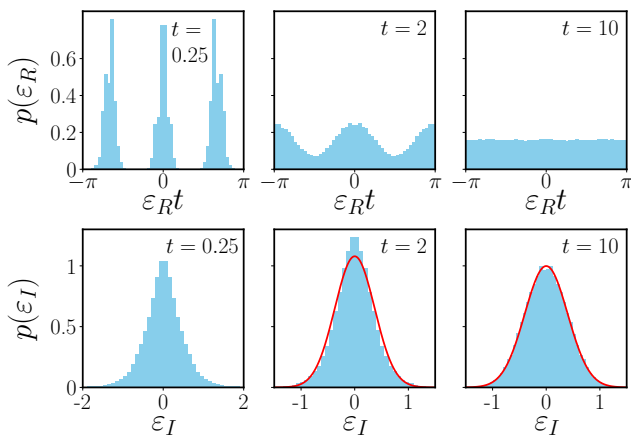 p(ε_R)
0.6
0.4
0.2
0
t = 0.25
t = 2
t = 10
−π 0 π
−π 0 π
−π 0 π
ε_R t
ε_R t
ε_R t
p(ε_I)
1
0.5
0
t = 0.25
t = 2
t = 10
-2 0 2
-1 0 1
-1 0 1
ε_I
ε_I
ε_I